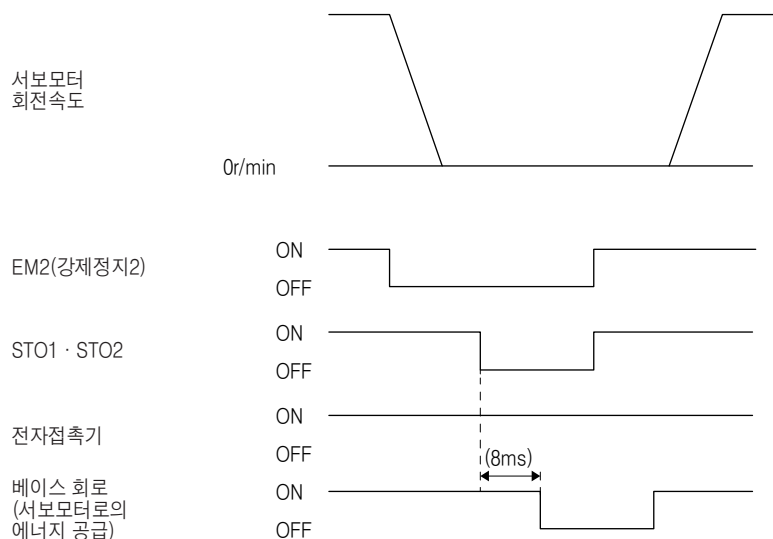 서보모터
회전속도
0r/min
EM2(강제정지2)
ON
OFF
STO1 · STO2
ON
OFF
전자접촉기
ON
OFF
(8ms)
베이스 회로
(서보모터로의
에너지 공급)
ON
OFF